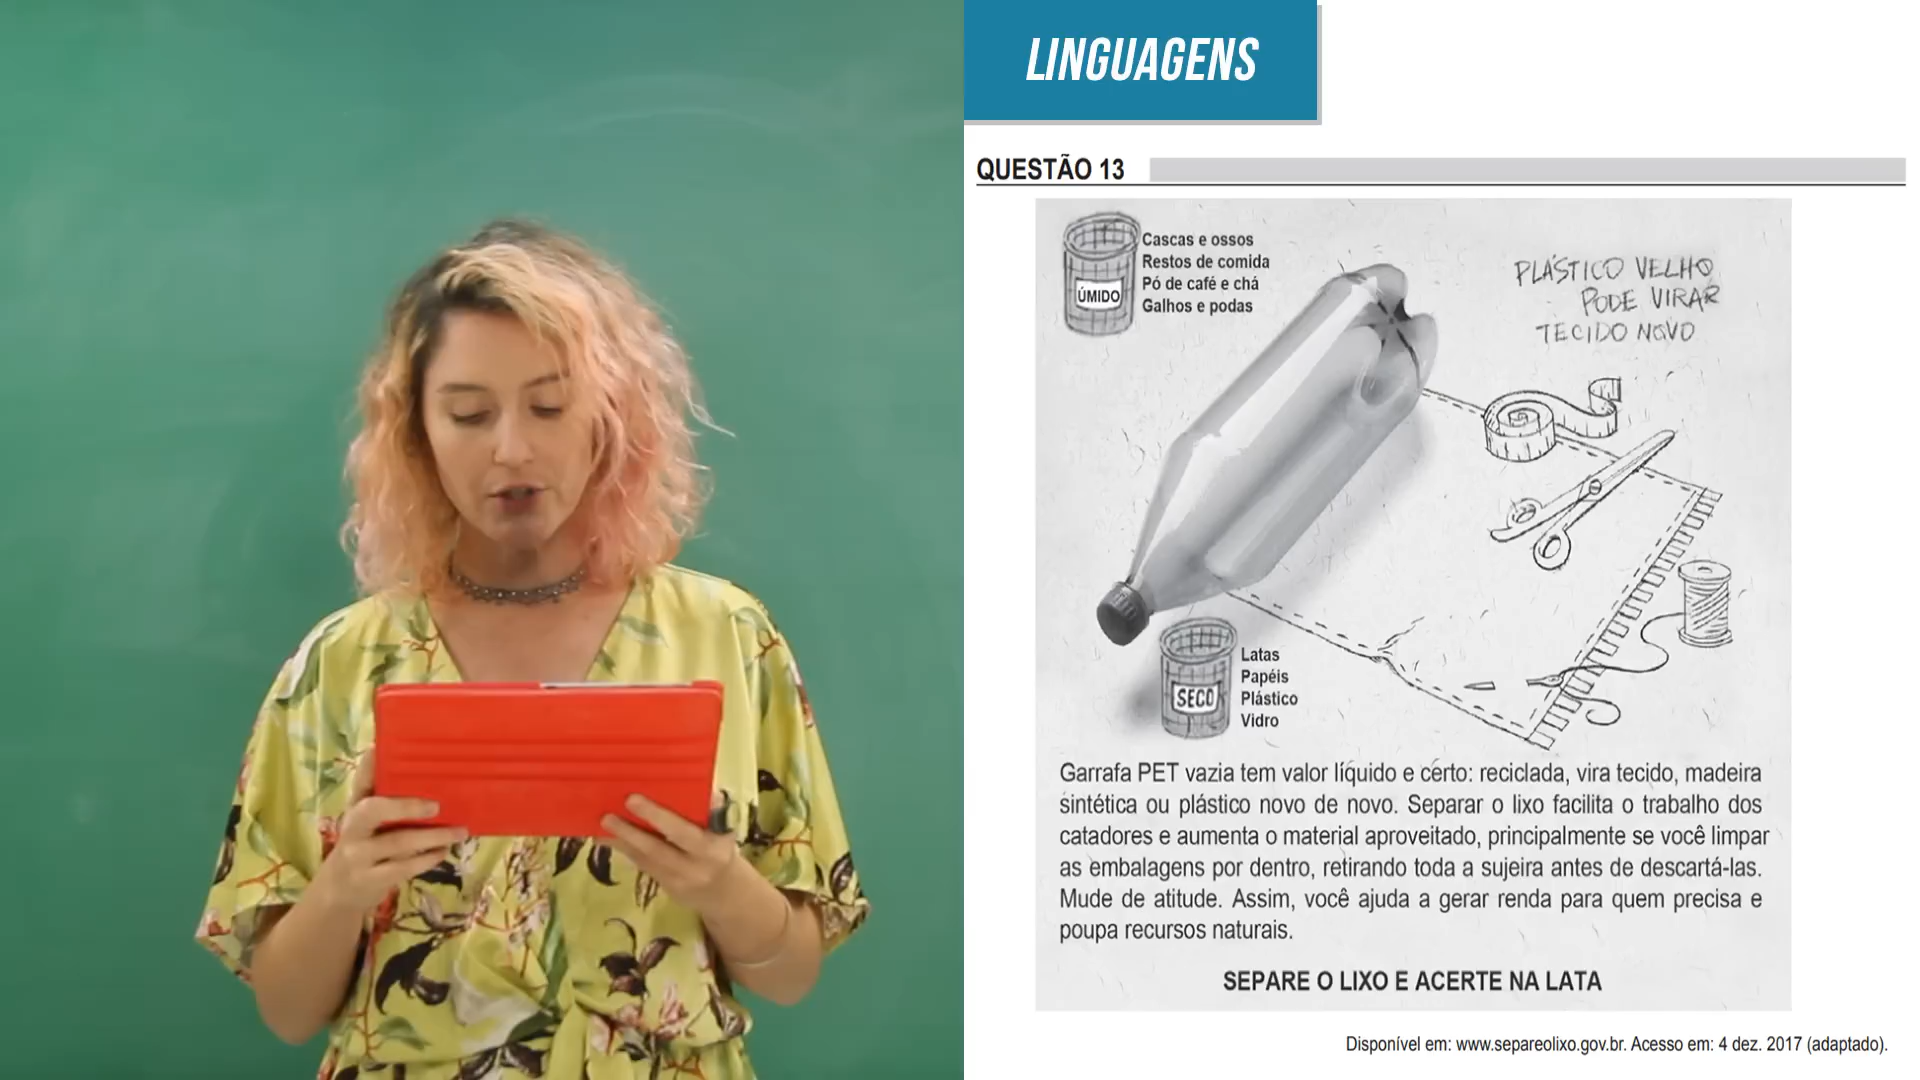 LINGUAGENS
QUESTÃO 13
ÚMIDO
Cascas e ossos
Restos de comida
Pó de café e chá
Galhos e podas
PLÁSTICO VELHO
PODE VIRAR
TECIDO NOVO
SECO
Latas
Papéis
Plástico
Vidro
Garrafa PET vazia tem valor líquido e certo: reciclada, vira tecido, madeira
sintética ou plástico novo de novo. Separar o lixo facilita o trabalho dos
catadores e aumenta o material aproveitado, principalmente se você limpar
as embalagens por dentro, retirando toda a sujeira antes de descartá-las.
Mude de atitude. Assim, você ajuda a gerar renda para quem precisa e
poupa recursos naturais.
SEPARE O LIXO E ACERTE NA LATA
Disponível em: www.separeolixo.gov.br. Acesso em: 4 dez. 2017 (adaptado).